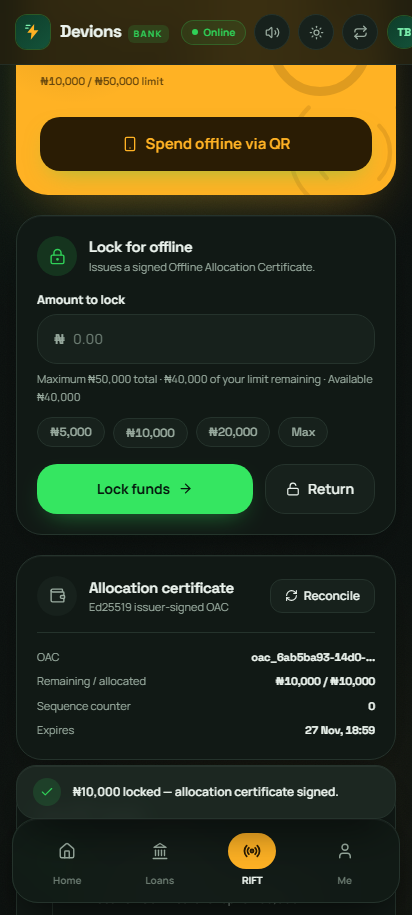 Devions BANK Online TB
₦10,000 / ₦50,000 limit
Spend offline via QR
Lock for offline
Issues a signed Offline Allocation Certificate.
Amount to lock
₦ 0.00
Maximum ₦50,000 total · ₦40,000 of your limit remaining · Available
₦40,000
₦5,000 ₦10,000 ₦20,000 Max
Lock funds → Return
Allocation certificate
Ed25519 issuer-signed OAC
Reconcile
OAC oac_6ab5ba93-14d0-...
Remaining / allocated ₦10,000 / ₦10,000
Sequence counter 0
Expires 27 Nov, 18:59
₦10,000 locked — allocation certificate signed.
Home Loans RIFT Me